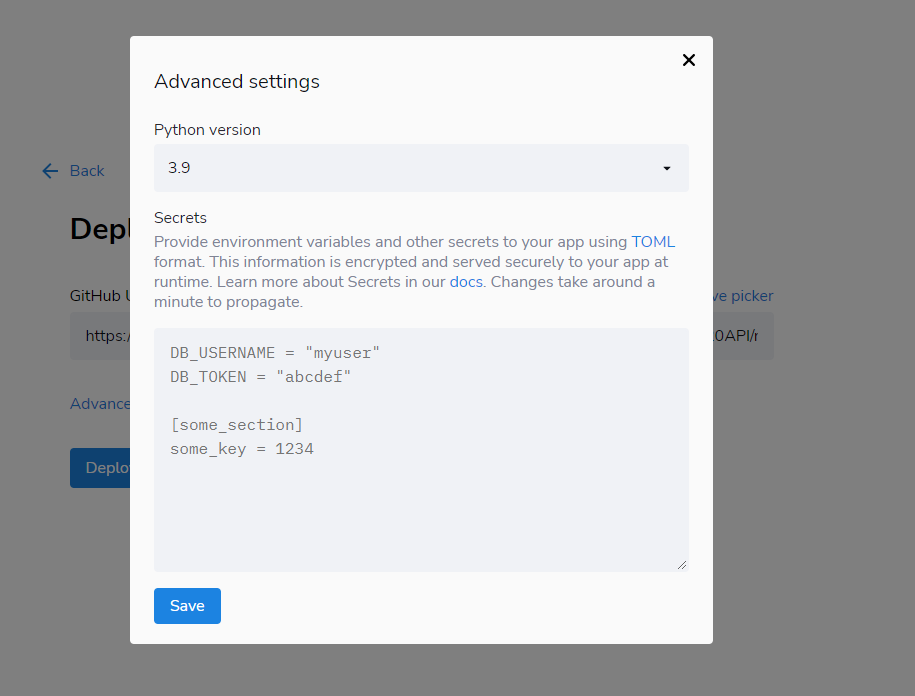 Advanced settings
Python version
3.9
Back
Secrets
Provide environment variables and other secrets to your app using TOML
format. This information is encrypted and served securely to your app at
runtime. Learn more about Secrets in our docs. Changes take around a
minute to propagate.
Depl
GitHub U
ve picker
https:/
0API/r
Advance
Deplo
DB_USERNAME = "myuser"
DB_TOKEN = "abcdef"
[some_section]
some_key = 1234
Save